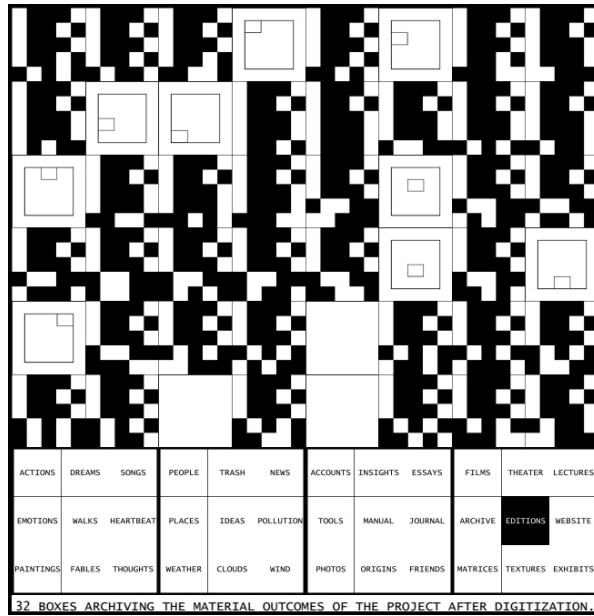 ACTIONS DREAMS SONGS PEOPLE TRASH NEWS ACCOUNTS INSIGHTS ESSAYS FILMS THEATER LECTURES
EMOTIONS WALKS HEARTBEAT PLACES IDEAS POLLUTION TOOLS MANUAL JOURNAL ARCHIVE EDITIONS WEBSITE
PAINTINGS FABLES THOUGHTS WEATHER CLOUDS WIND PHOTOS ORIGINS FRIENDS MATRICES TEXTURES EXHIBITS
32 BOXES ARCHIVING THE MATERIAL OUTCOMES OF THE PROJECT AFTER DIGITIZATION.